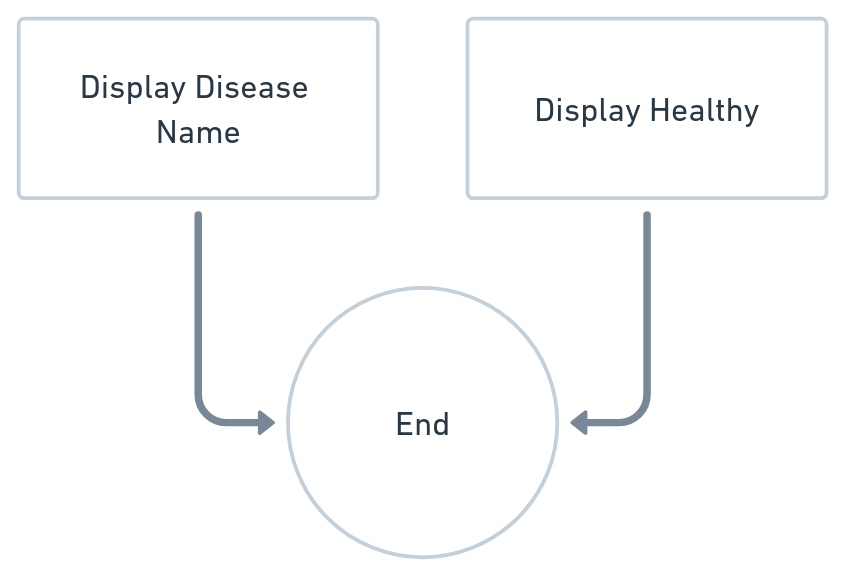 Display Disease
Name
Display Healthy
End